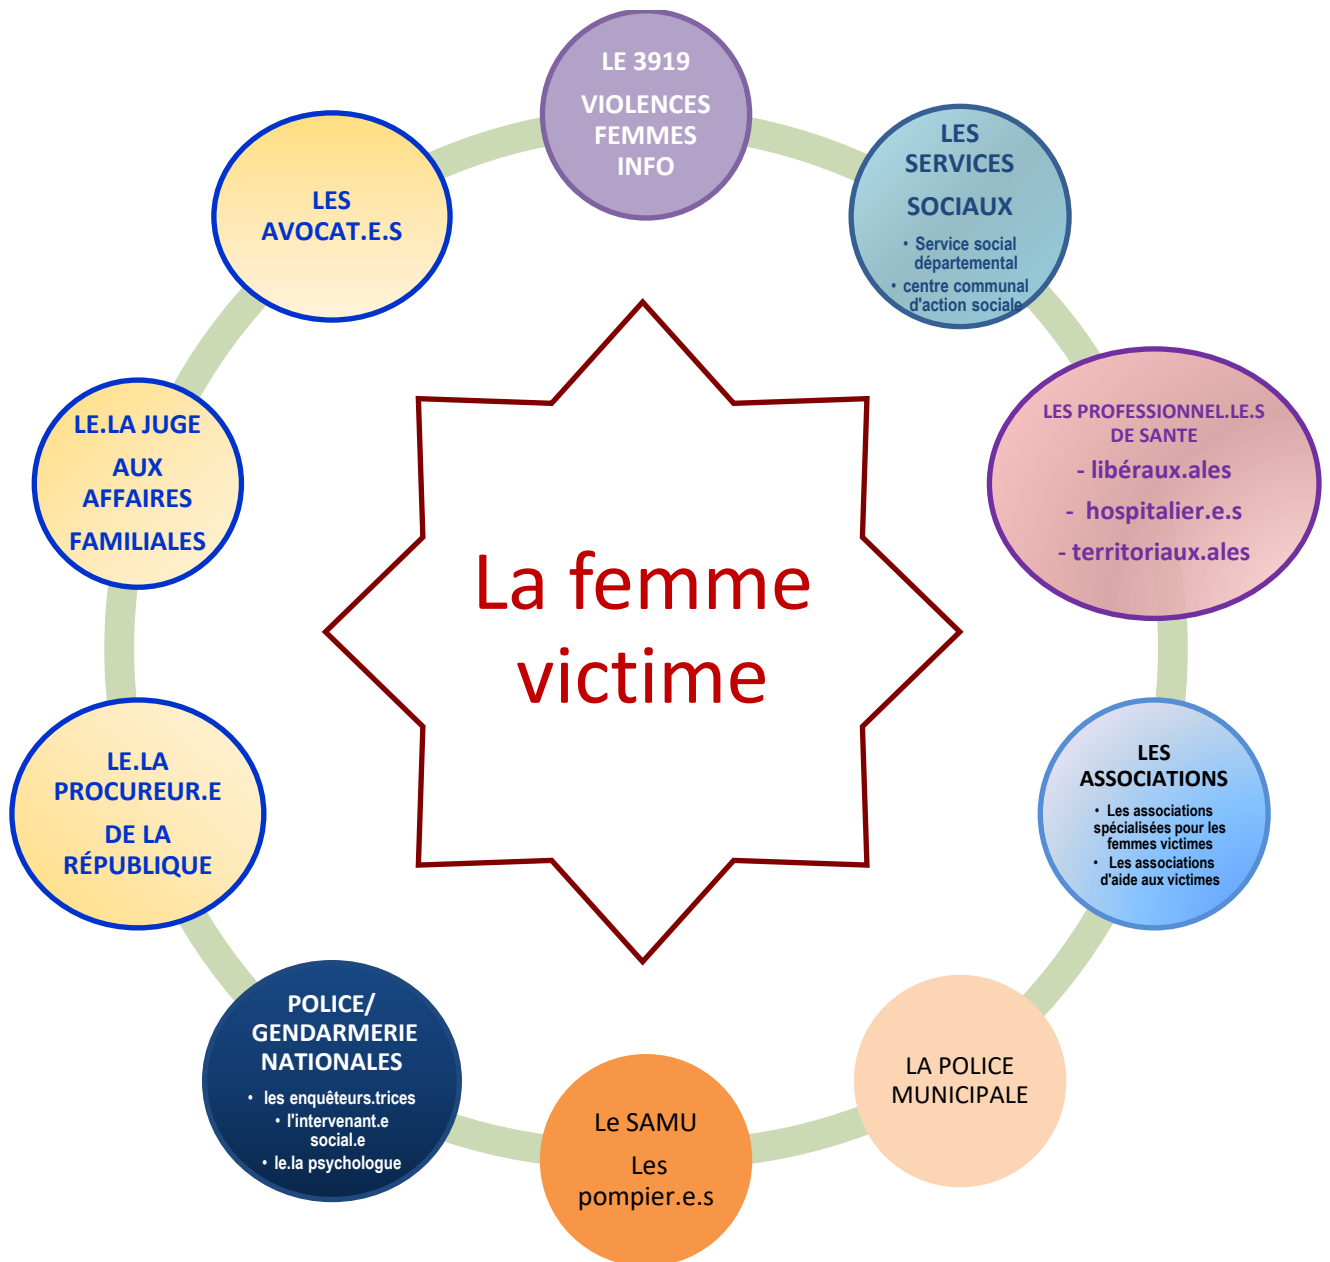 LE 3919
VIOLENCES
FEMMES
INFO
LES
SERVICES
SOCIAUX
• Service social
départemental
• centre communal
d'action sociale
LES PROFESSIONNEL.LE.S
DE SANTE
- libéraux.ales
- hospitalier.e.s
- territoriaux.ales
LES
ASSOCIATIONS
• Les associations
spécialisées pour les
femmes victimes
• Les associations
d'aide aux victimes
LA POLICE
MUNICIPALE
Le SAMU
Les
pompier.e.s
POLICE/
GENDARMERIE
NATIONALES
• les enquêteurs.trices
• l'intervenant.e
social.e
• le.la psychologue
LE.LA
PROCUREUR.E
DE LA
RÉPUBLIQUE
LE.LA JUGE
AUX
AFFAIRES
FAMILIALES
LES
AVOCAT.E.S
La femme
victime